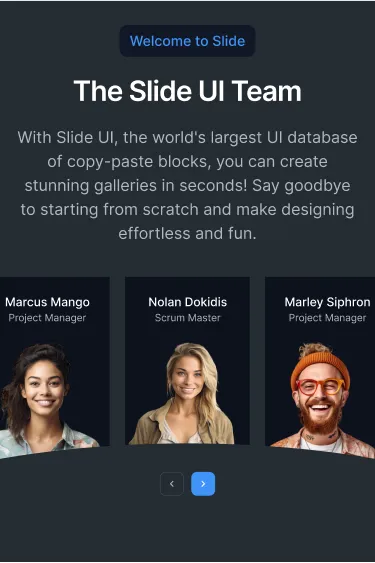 Welcome to Slide
The Slide UI Team
With Slide UI, the world's largest UI database
of copy-paste blocks, you can create
stunning galleries in seconds! Say goodbye
to starting from scratch and make designing
effortless and fun.
Marcus Mango
Project Manager
Nolan Dokidis
Scrum Master
Marley Siphron
Project Manager